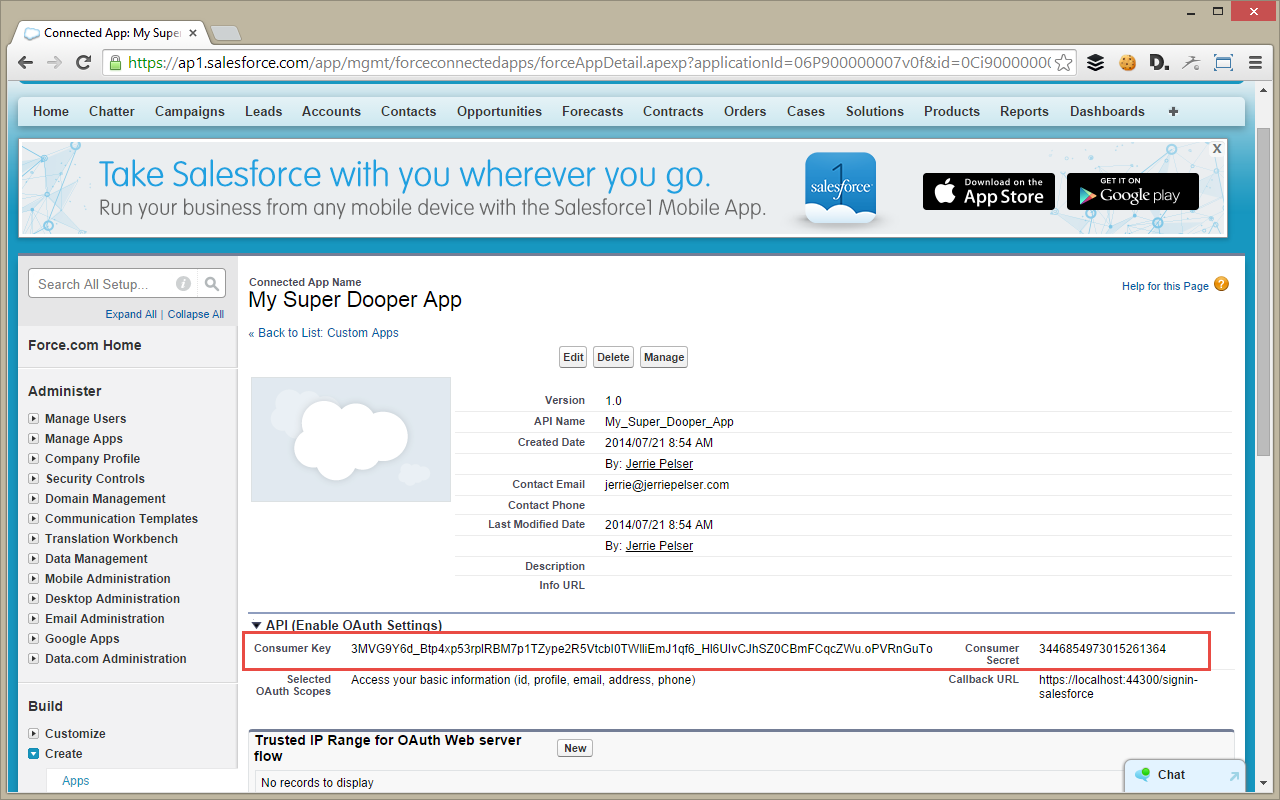 Connected App: My Supe
https://ap1.salesforce.com/app/mgmt/forceconnectedapps/forceAppDetail.apexp?applicationId=06P900000007v0f&id=0Ci9000000
Home Chatter Campaigns Leads Accounts Contacts Opportunities Forecasts Contracts Orders Cases Solutions Products Reports Dashboards +
Take Salesforce with you wherever you go.
Run your business from any mobile device with the Salesforce1 Mobile App.
1
salesforce
Download on the
App Store
GET IT ON
Google play
X
Search All Setup...
Expand All | Collapse All
Force.com Home
Administer
Manage Users
Manage Apps
Company Profile
Security Controls
Domain Management
Communication Templates
Translation Workbench
Data Management
Mobile Administration
Desktop Administration
Email Administration
Google Apps
Data.com Administration
Build
Customize
Create
Apps
Connected App Name
My Super Dooper App
Help for this Page ?
« Back to List: Custom Apps
Edit Delete Manage
Version 1.0
API Name My_Super_Dooper_App
Created Date 2014/07/21 8:54 AM
By: Jerrie Pelser
Contact Email jerrie@jerriepelser.com
Contact Phone
Last Modified Date 2014/07/21 8:54 AM
By: Jerrie Pelser
Description
Info URL
API (Enable OAuth Settings)
Consumer Key 3MVG9Y6d_Btp4xp53rplRBM7p1TZype2R5Vtcbl0TWlliEmJ1qf6_Hl6UlvCJhSZ0CBmFCqcZWu.oPVRnGuTo
Consumer
Secret
3446854973015261364
Selected
OAuth Scopes
Access your basic information (id, profile, email, address, phone)
Callback URL
https://localhost:44300/signin-
salesforce
Trusted IP Range for OAuth Web server
flow
New
No records to display
Chat